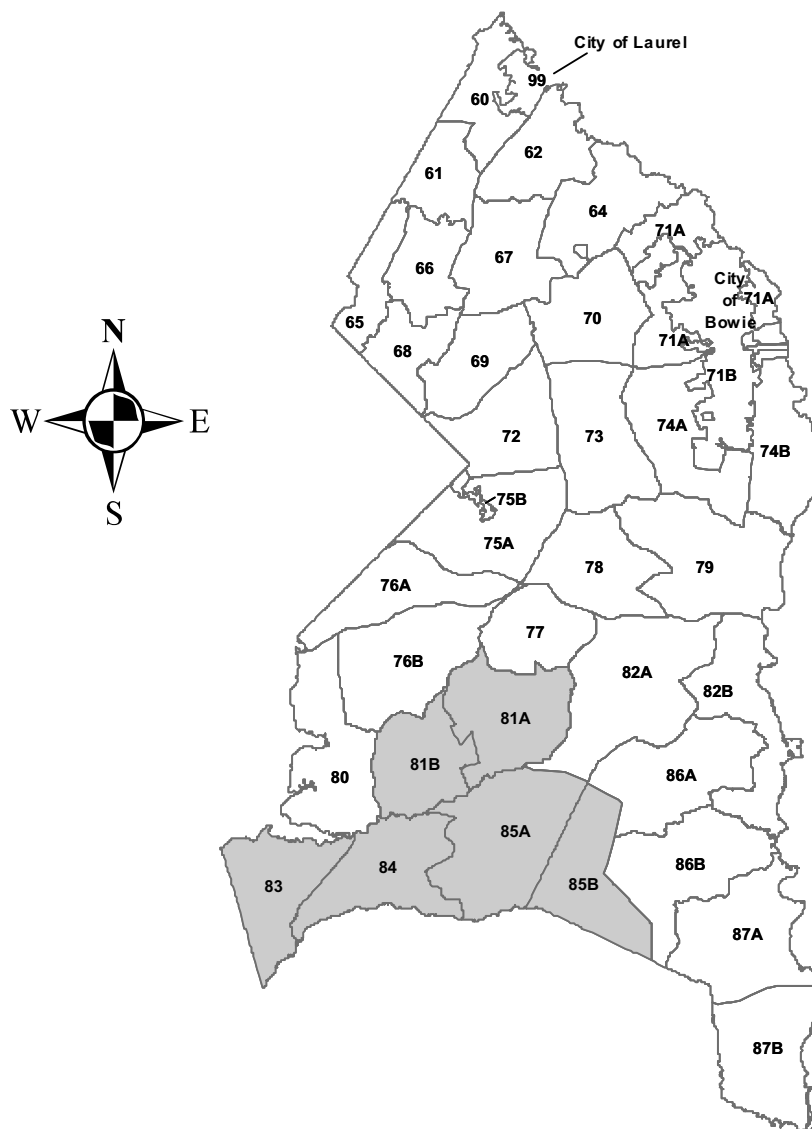 City of Laurel
99
60
62
61
64
71A
67
66
City
71A
of
Bowie
65
70
68
71A
69
71B
N
W
E
S
72
73
74A
74B
75B
75A
78
79
76A
77
76B
82A
82B
81A
81B
80
86A
85A
84
86B
83
85B
87A
87B